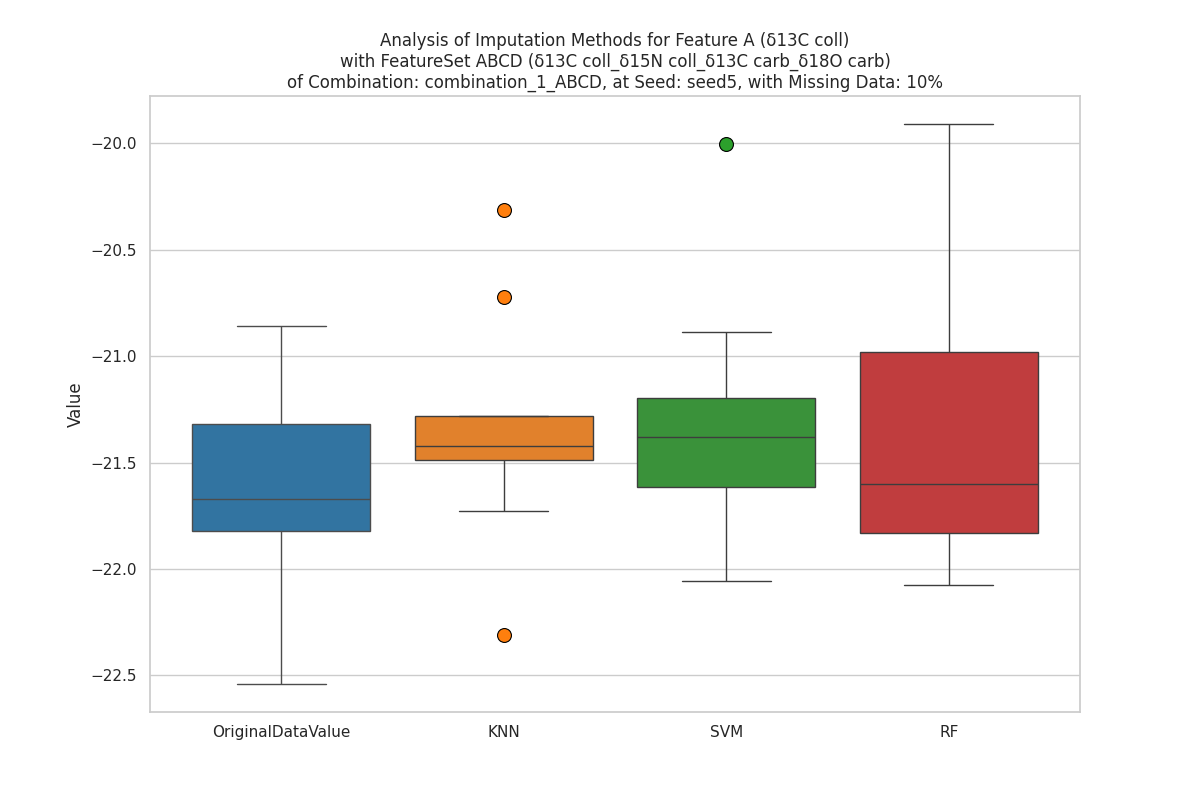 Analysis of Imputation Methods for Feature A (δ13C coll)
with FeatureSet ABCD (δ13C coll_δ15N coll_δ13C carb_δ18O carb)
of Combination: combination_1_ABCD, at Seed: seed5, with Missing Data: 10%
−20.0
−20.5
−21.0
−21.5
−22.0
−22.5
Value
OriginalDataValue KNN SVM RF